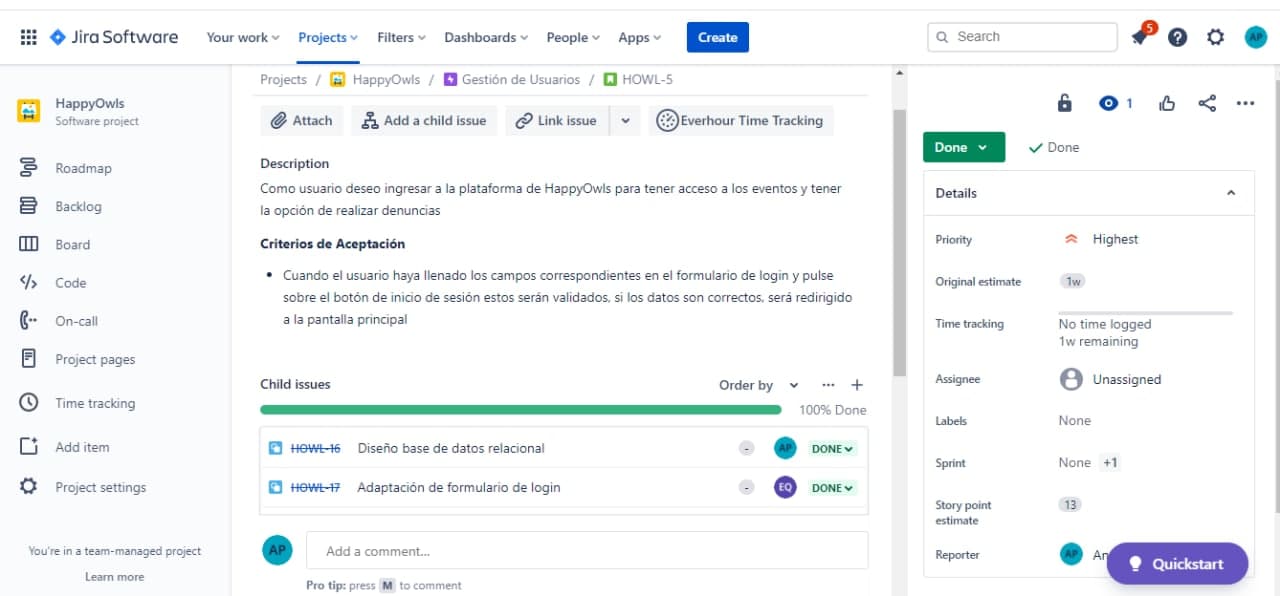 Jira Software Your work Projects Filters Dashboards People Apps Create Search 5 AP
HappyOwls
Software project
Roadmap
Backlog
Board
Code
On-call
Project pages
Time tracking
Add item
Project settings
You're in a team-managed project
Learn more
Projects / HappyOwls / Gestión de Usuarios / HOWL-5
Attach Add a child issue Link issue Everhour Time Tracking
Description
Como usuario deseo ingresar a la plataforma de HappyOwls para tener acceso a los eventos y tener
la opción de realizar denuncias
Criterios de Aceptación
• Cuando el usuario haya llenado los campos correspondientes en el formulario de login y pulse
sobre el botón de inicio de sesión estos serán validados, si los datos son correctos, será redirigido
a la pantalla principal
Child issues Order by ··· +
100% Done
HOWL-16 Diseño base de datos relacional - AP DONE
HOWL-17 Adaptación de formulario de login - EQ DONE
AP Add a comment…
Pro tip: press M to comment
1 ···
Done Done
Details
Priority Highest
Original estimate 1w
Time tracking No time logged
1w remaining
Assignee Unassigned
Labels None
Sprint None +1
Story point
estimate 13
Reporter AP
Quickstart